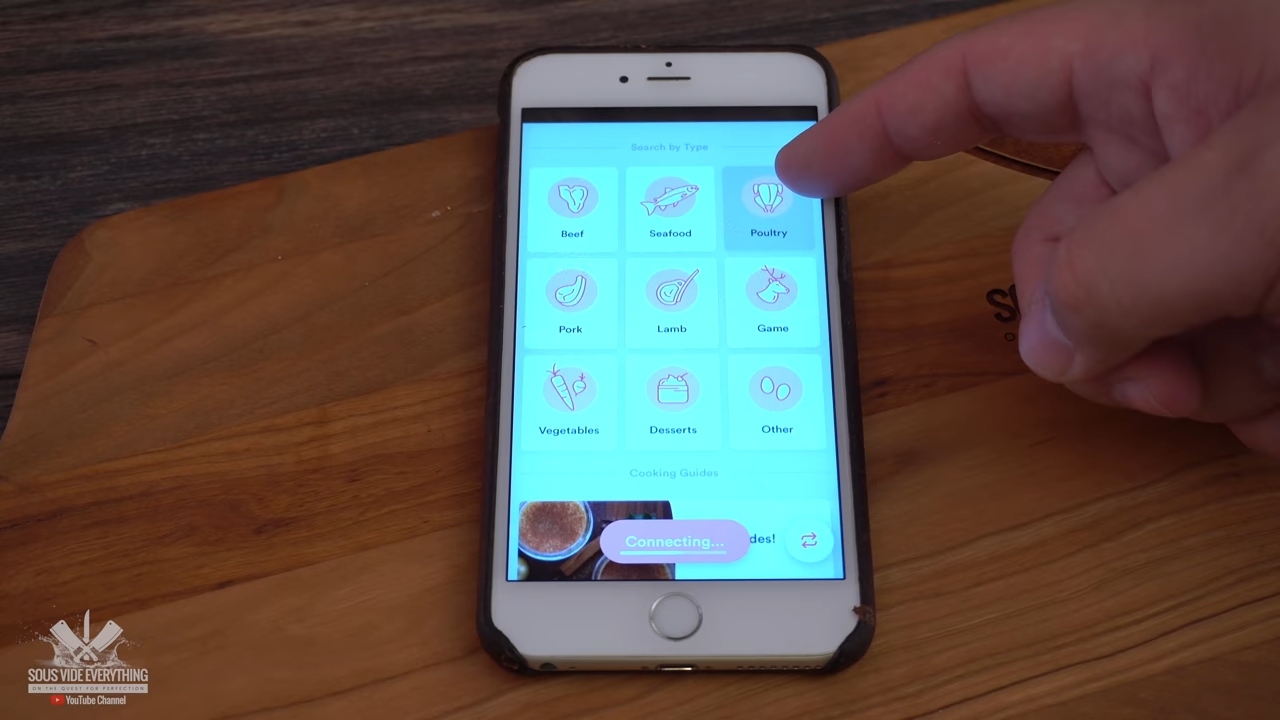 Search by Type
Beef
Seafood
Poultry
Pork
Lamb
Game
Vegetables
Desserts
Other
Cooking Guides
Connecting...
des!
SOUS VIDE EVERYTHING
ON THE QUEST FOR PERFECTION
YouTube Channel